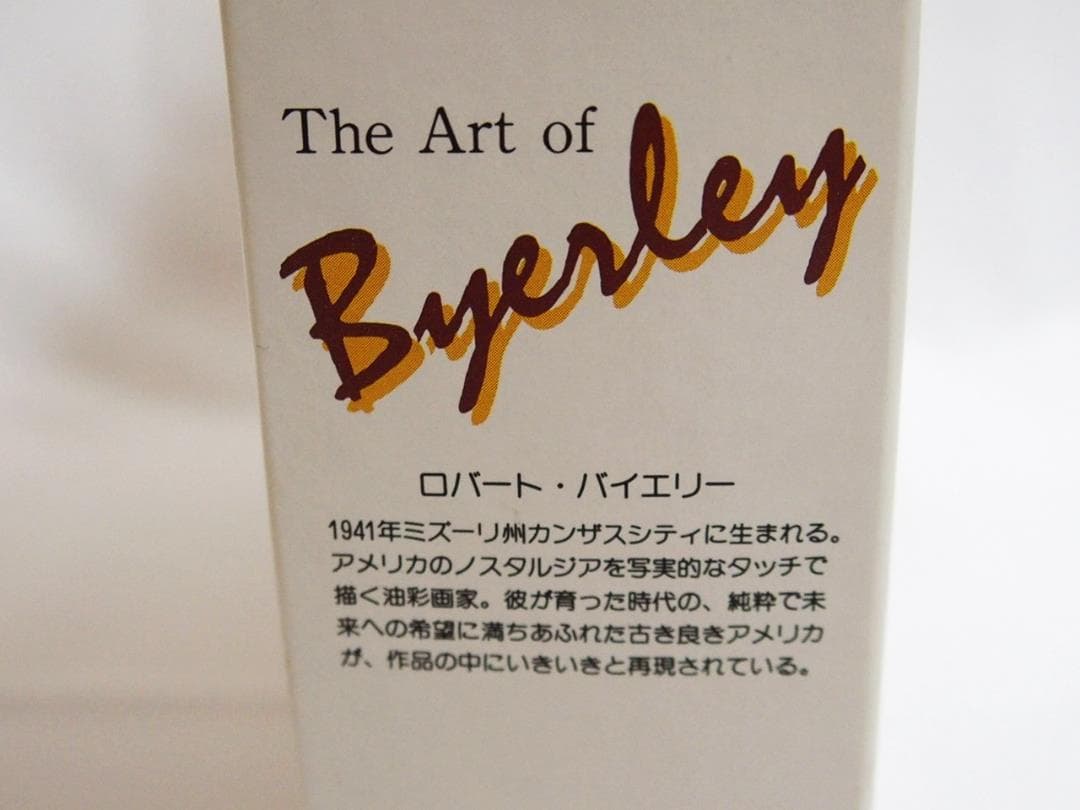 The Art of
Byerley
ロバート・バイエリー
1941年ミズーリ州カンザスシティに生まれる。
アメリカのノスタルジアを写実的なタッチで
描く油彩画家。彼が育った時代の、純粋で未
来への希望に満ちあふれた古き良きアメリカ
が、作品の中にいきいきと再現されている。